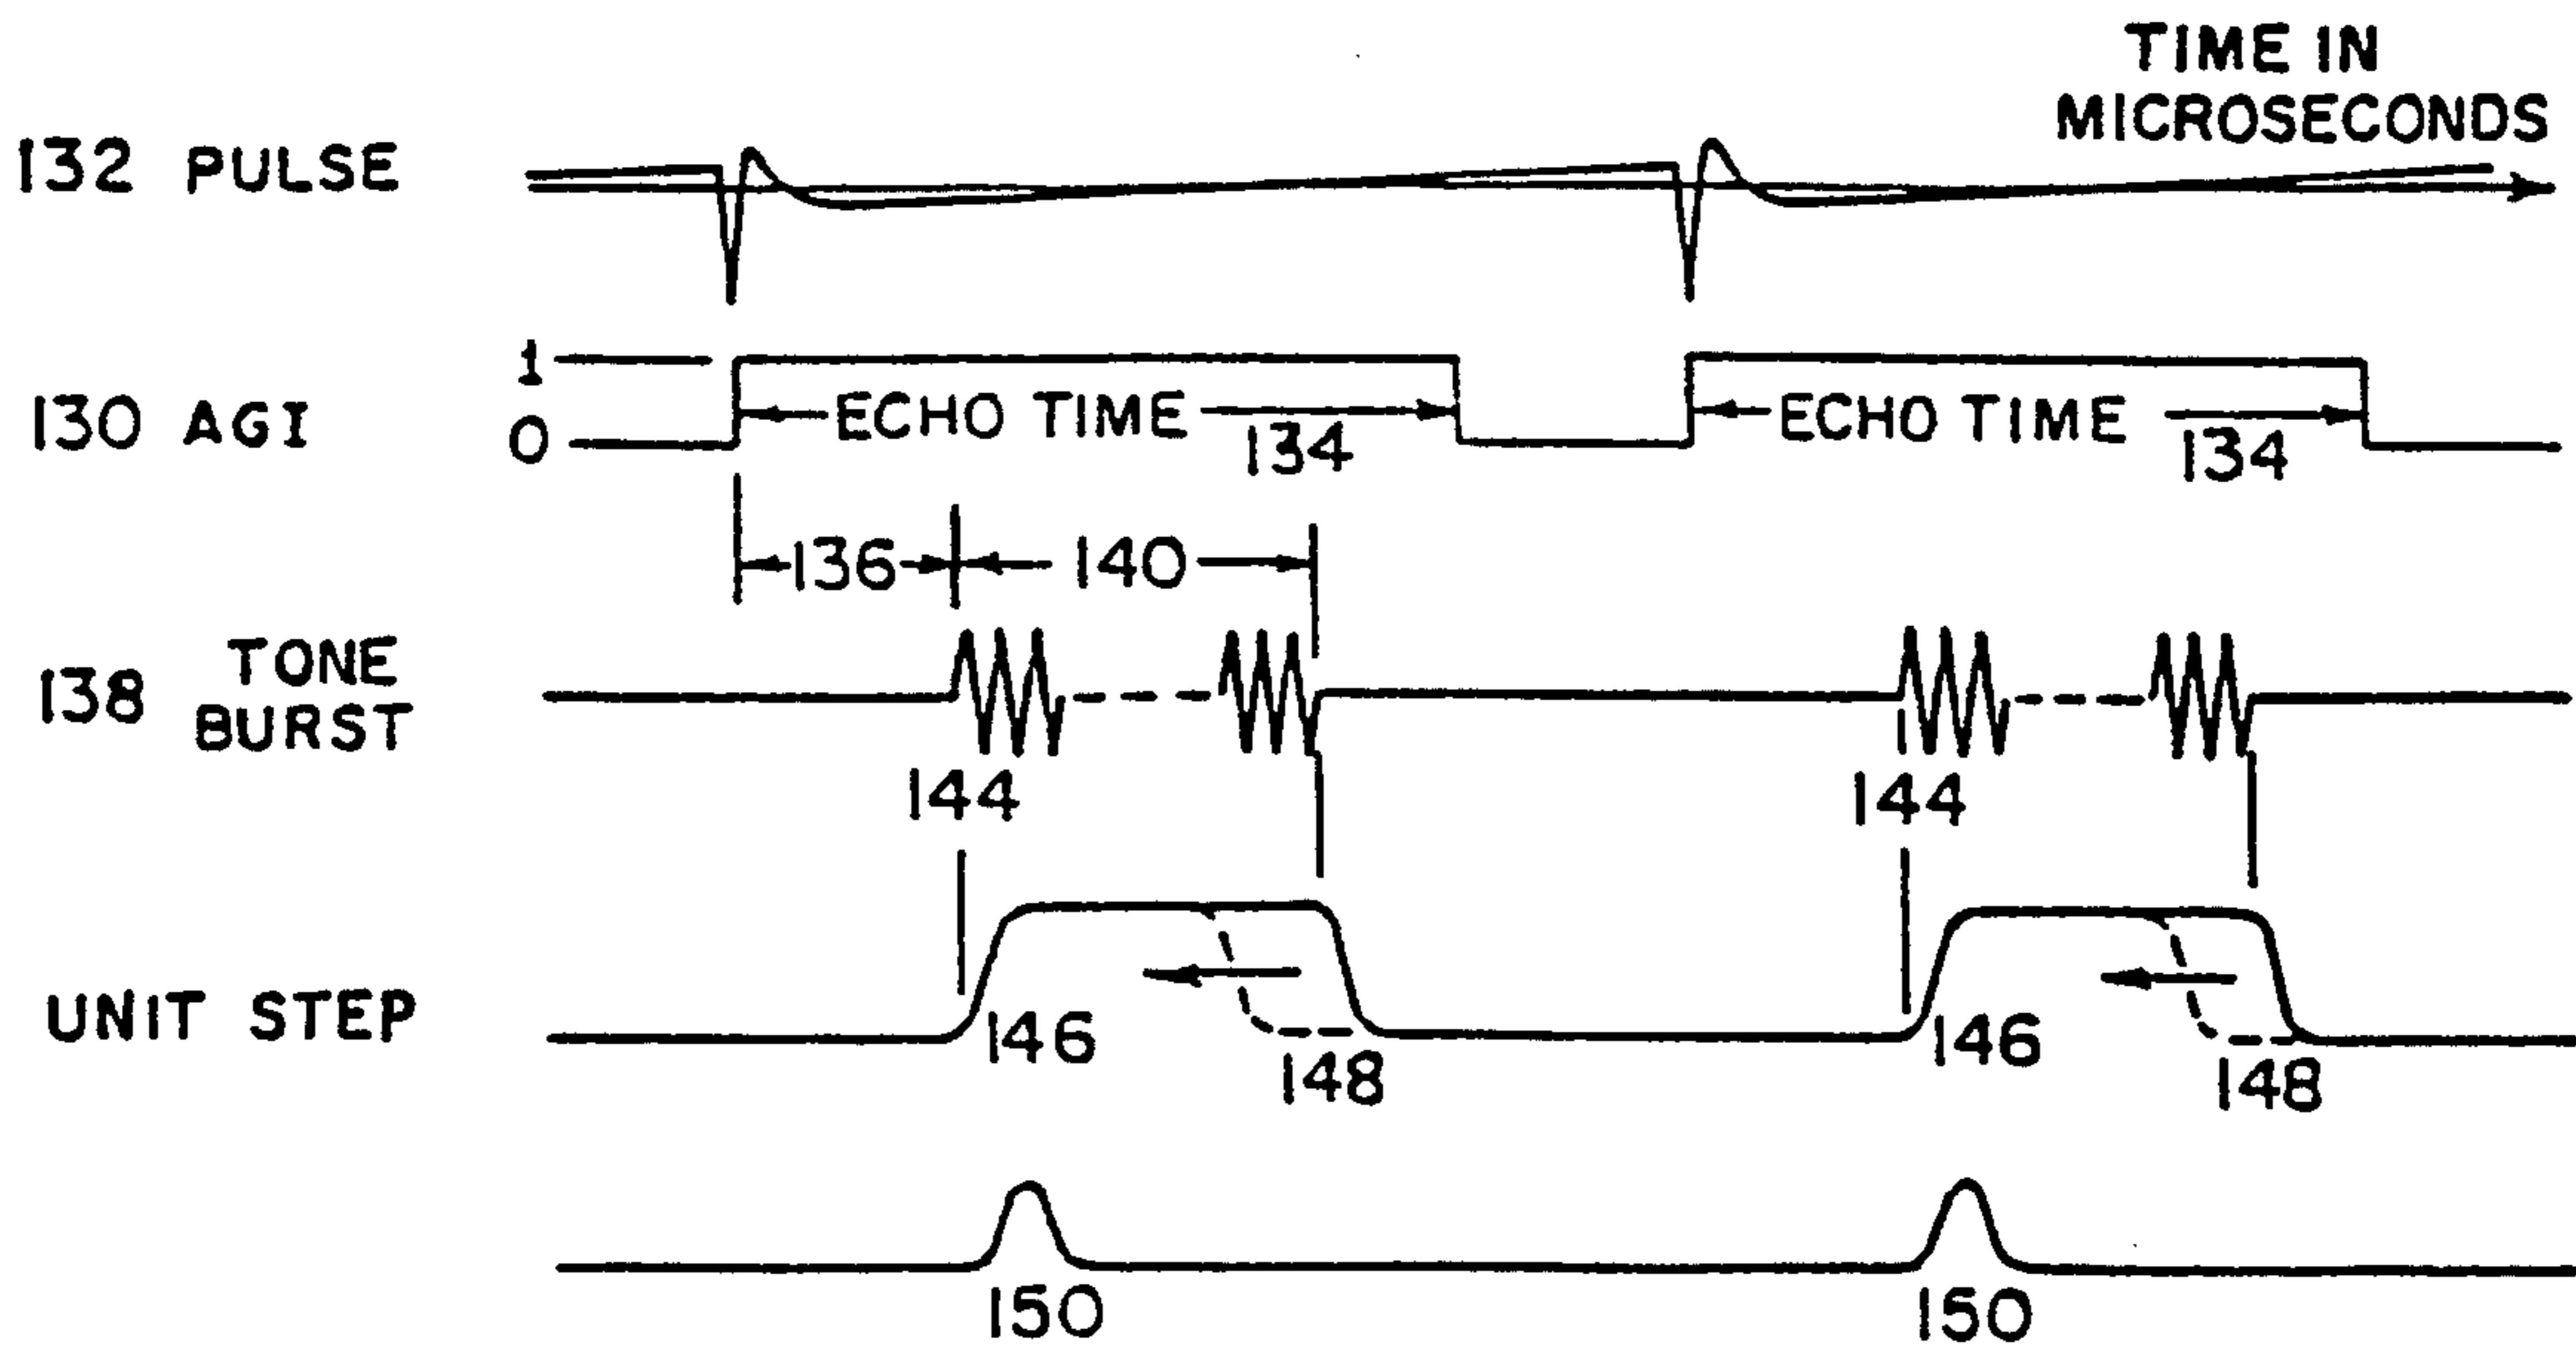 TIME IN
MICROSECONDS
132 PULSE
1
130 AGI
0
ECHO TIME
134
ECHO TIME
134
136
140
138 TONE
BURST
144
144
UNIT STEP
146
148
146
148
150
150